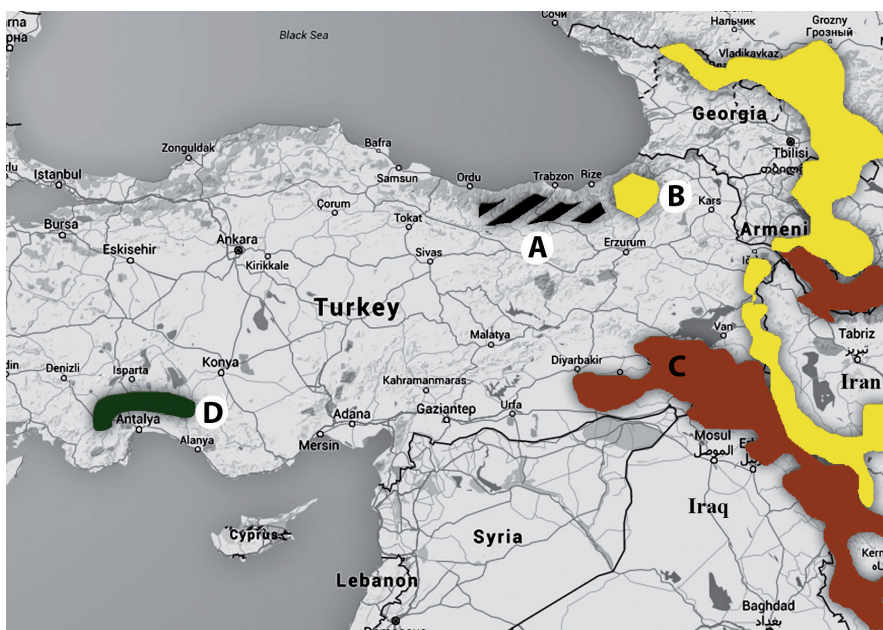 Сочи
Нальчик
Grozny
Грозный
Black Sea
Vladikavkaz
Georgia
Tbilisi
Zonguldak
Bafra
Samsun
Ordu
Trabzon
Rize
B
Kars
Istanbul
Çorum
Tokat
Bursa
Armeni
A
Ankara
Eskisehir
Kirikkale
Sivas
Erzurum
Turkey
Van
Tabriz
تبریز
Malatya
Diyarbakir
C
Iran
Denizli
Isparta
Konya
Kahramanmaras
D
Antalya
Adana
Gaziantep
Urfa
Alanya
Mersin
Mosul
الموصل
Iraq
Cyprus
Syria
Lebanon
Baghdad
بغداد